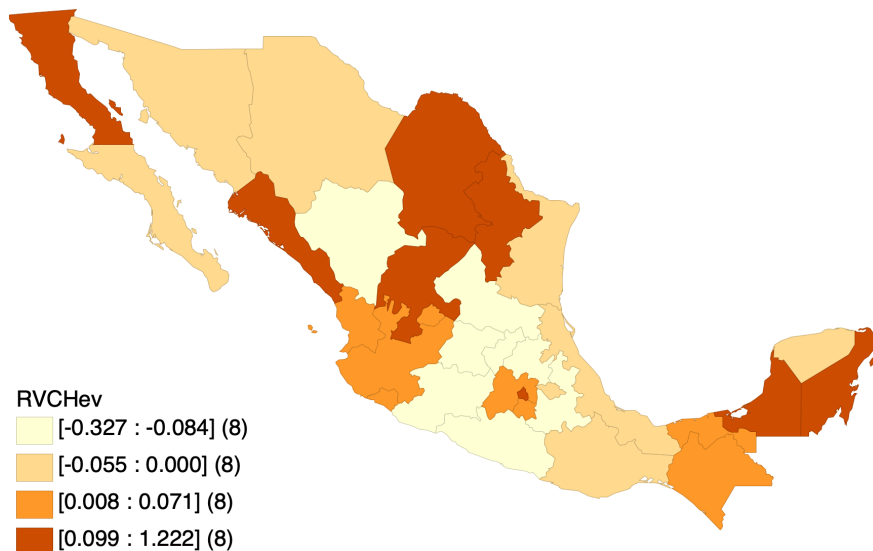 RVCHev
[-0.327 : -0.084] (8)
[-0.055 : 0.000] (8)
[0.008 : 0.071] (8)
[0.099 : 1.222] (8)